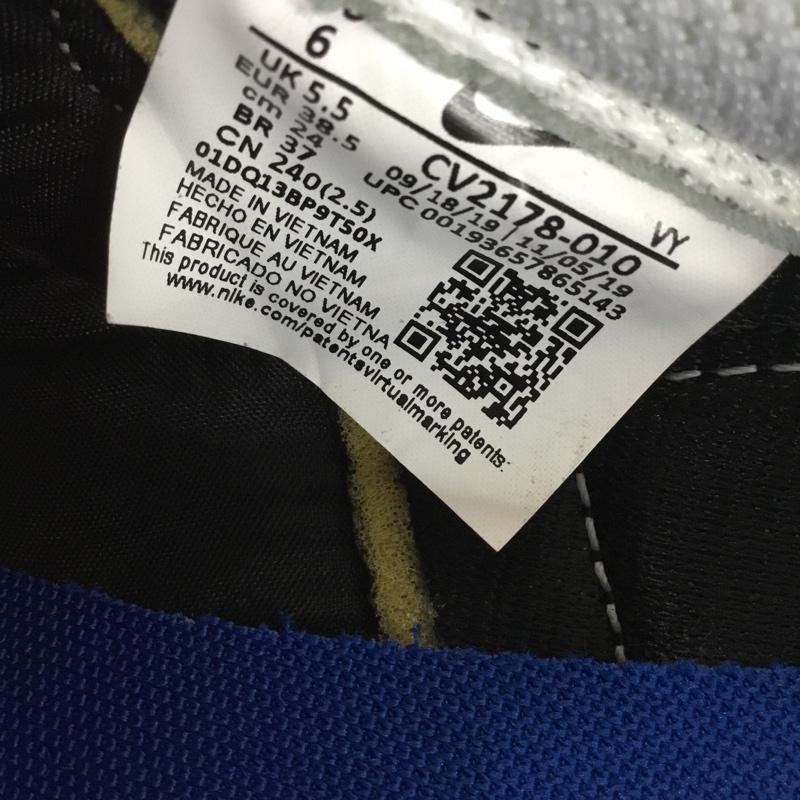 6
UK 5.5
EUR 38.5
cm 24
BR 37
CN 240(2.5)
01DQ13BP9T50X
MADE IN VIETNAM
HECHO EN VIETNAM
FABRIQUE AU VIETNAM
FABRICADO NO VIETNA
This product is covered by one or more patents:
www.nike.com/patentsvirtualmarking
CV2178-010
VY
09/18/19 | 11/05/19
UPC 00193657865143